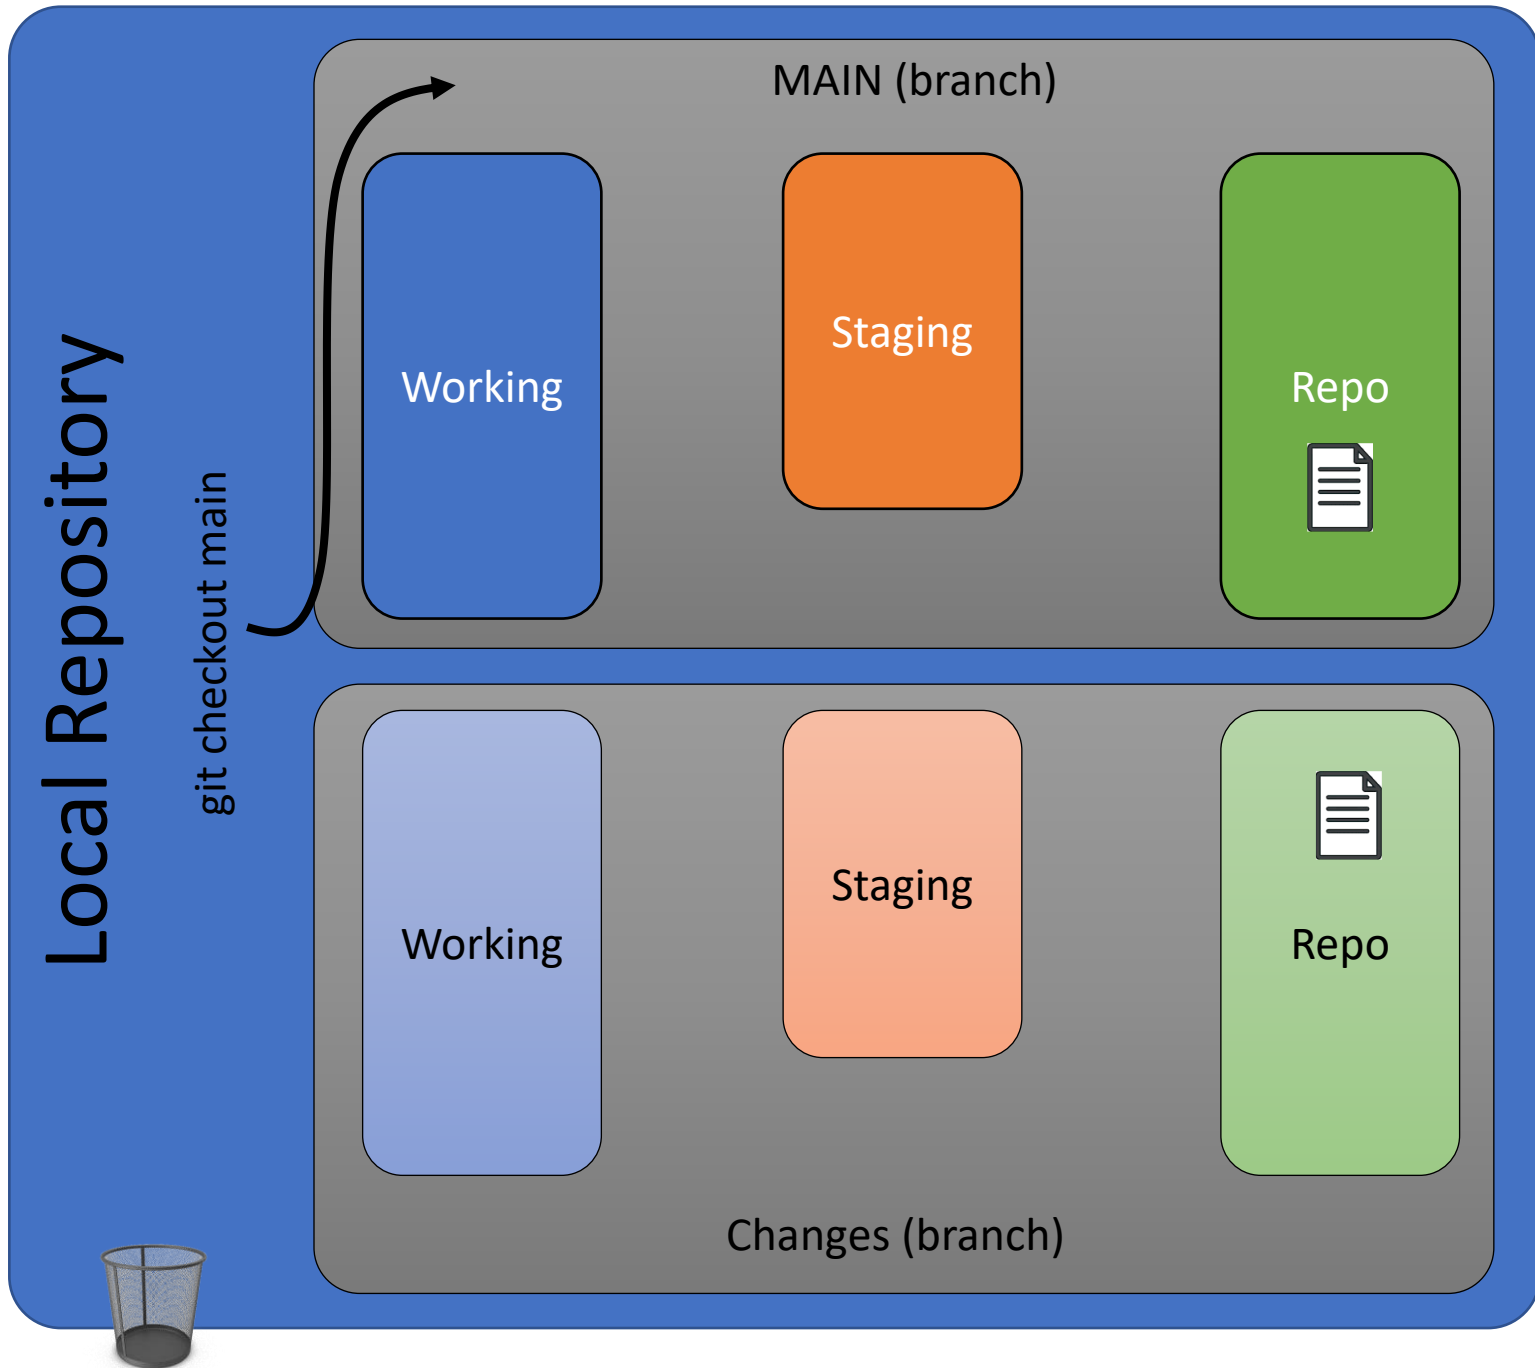 Local Repository
git checkout main
MAIN (branch)
Working
Staging
Repo
Working
Staging
Repo
Changes (branch)